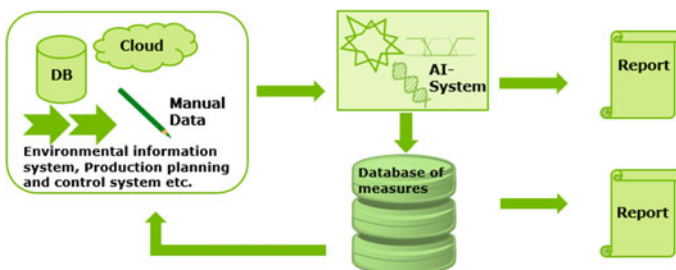 Cloud
DB
Manual
Data
Environmental information
system, Production planning
and control system etc.
AI-
System
Report
Database of
measures
Report